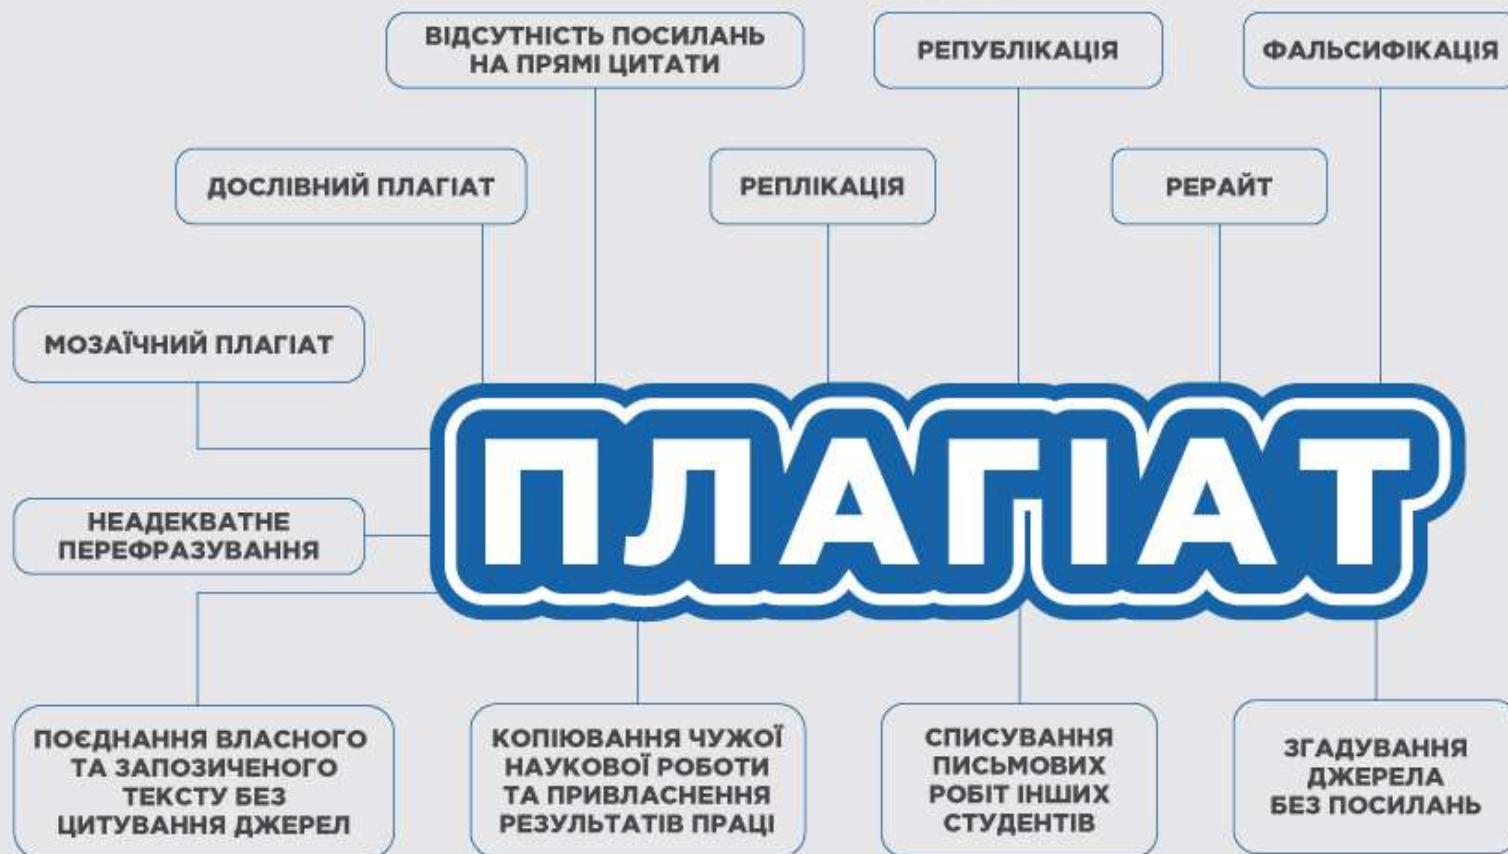 ВІДСУТНІСТЬ ПОСИЛАНЬ
НА ПРЯМІ ЦИТАТИ
РЕПУБЛІКАЦІЯ
ФАЛЬСИФІКАЦІЯ
ДОСЛІВНИЙ ПЛАГІАТ
РЕПЛІКАЦІЯ
РЕРАЙТ
МОЗАЇЧНИЙ ПЛАГІАТ
ПЛАГІАТ
НЕАДЕКВАТНЕ
ПЕРЕФРАЗУВАННЯ
ПОЄДНАННЯ ВЛАСНОГО
ТА ЗАПОЗИЧЕНОГО
ТЕКСТУ БЕЗ
ЦИТУВАННЯ ДЖЕРЕЛ
КОПІЮВАННЯ ЧУЖОЇ
НАУКОВОЇ РОБОТИ
ТА ПРИВЛАСНЕННЯ
РЕЗУЛЬТАТІВ ПРАЦІ
СПИСУВАННЯ
ПИСЬМОВИХ
РОБІТ ІНШИХ
СТУДЕНТІВ
ЗГАДУВАННЯ
ДЖЕРЕЛА
БЕЗ ПОСИЛАНЬ